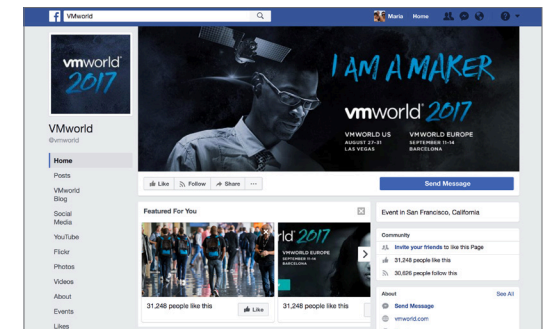 VMworld
Maria Home
vmworld
2017
I AM A MAKER
vmworld 2017
VMWORLD US
AUGUST 27-31
LAS VEGAS
VMWORLD EUROPE
SEPTEMBER 11-14
BARCELONA
VMworld
@vmworld
Home
Posts
VMworld
Blog
Social
Media
YouTube
Flickr
Photos
Videos
About
Events
Likes
Like Follow Share ...
Send Message
Featured For You
rld 2017
VMWORLD EUROPE
SEPTEMBER 11-14
BARCELONA
31,248 people like this
Like
31,248 people like this
Event in San Francisco, California
Community
Invite your friends to like this Page
31,248 people like this
30,626 people follow this
About See All
Send Message
vmworld.com